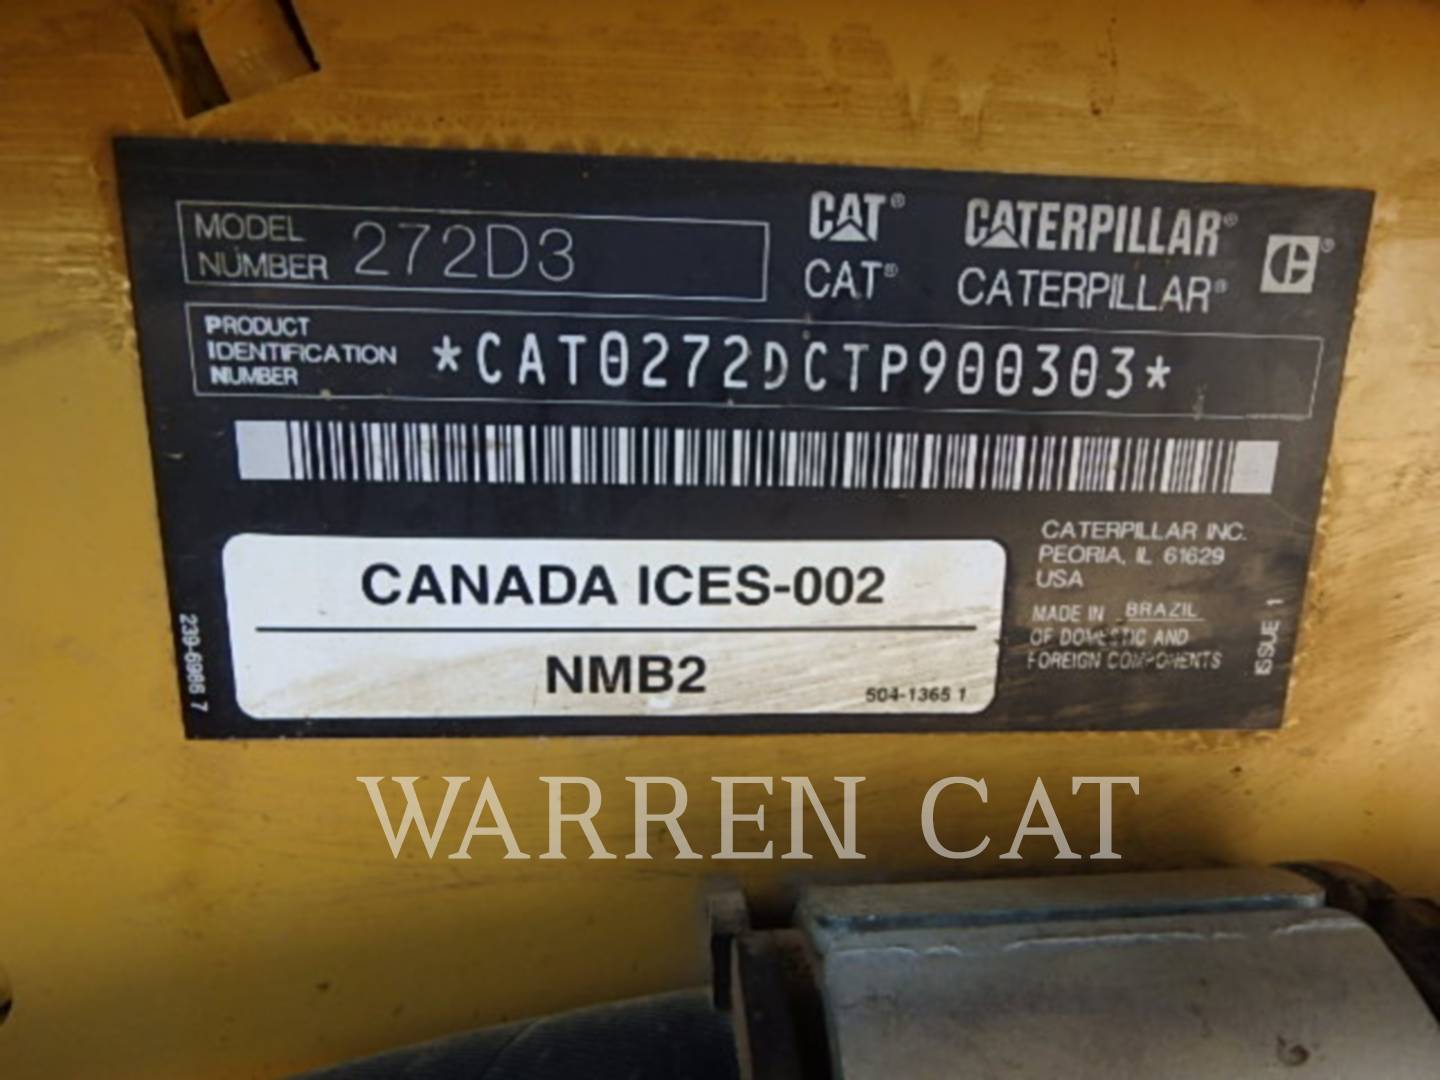 MODEL NUMBER 272D3
CAT® CATERPILLAR®
CAT® CATERPILLAR®
PRODUCT
IDENTIFICATION
NUMBER
*CAT0272DCTP900303*
CATERPILLAR INC.
PEORIA, IL 61629
USA
MADE IN BRAZIL
OF DOMESTIC AND
FOREIGN COMPONENTS
ISSUE 1
CANADA ICES-002
NMB2
504-1365 1
239-6986 7
WARREN CAT